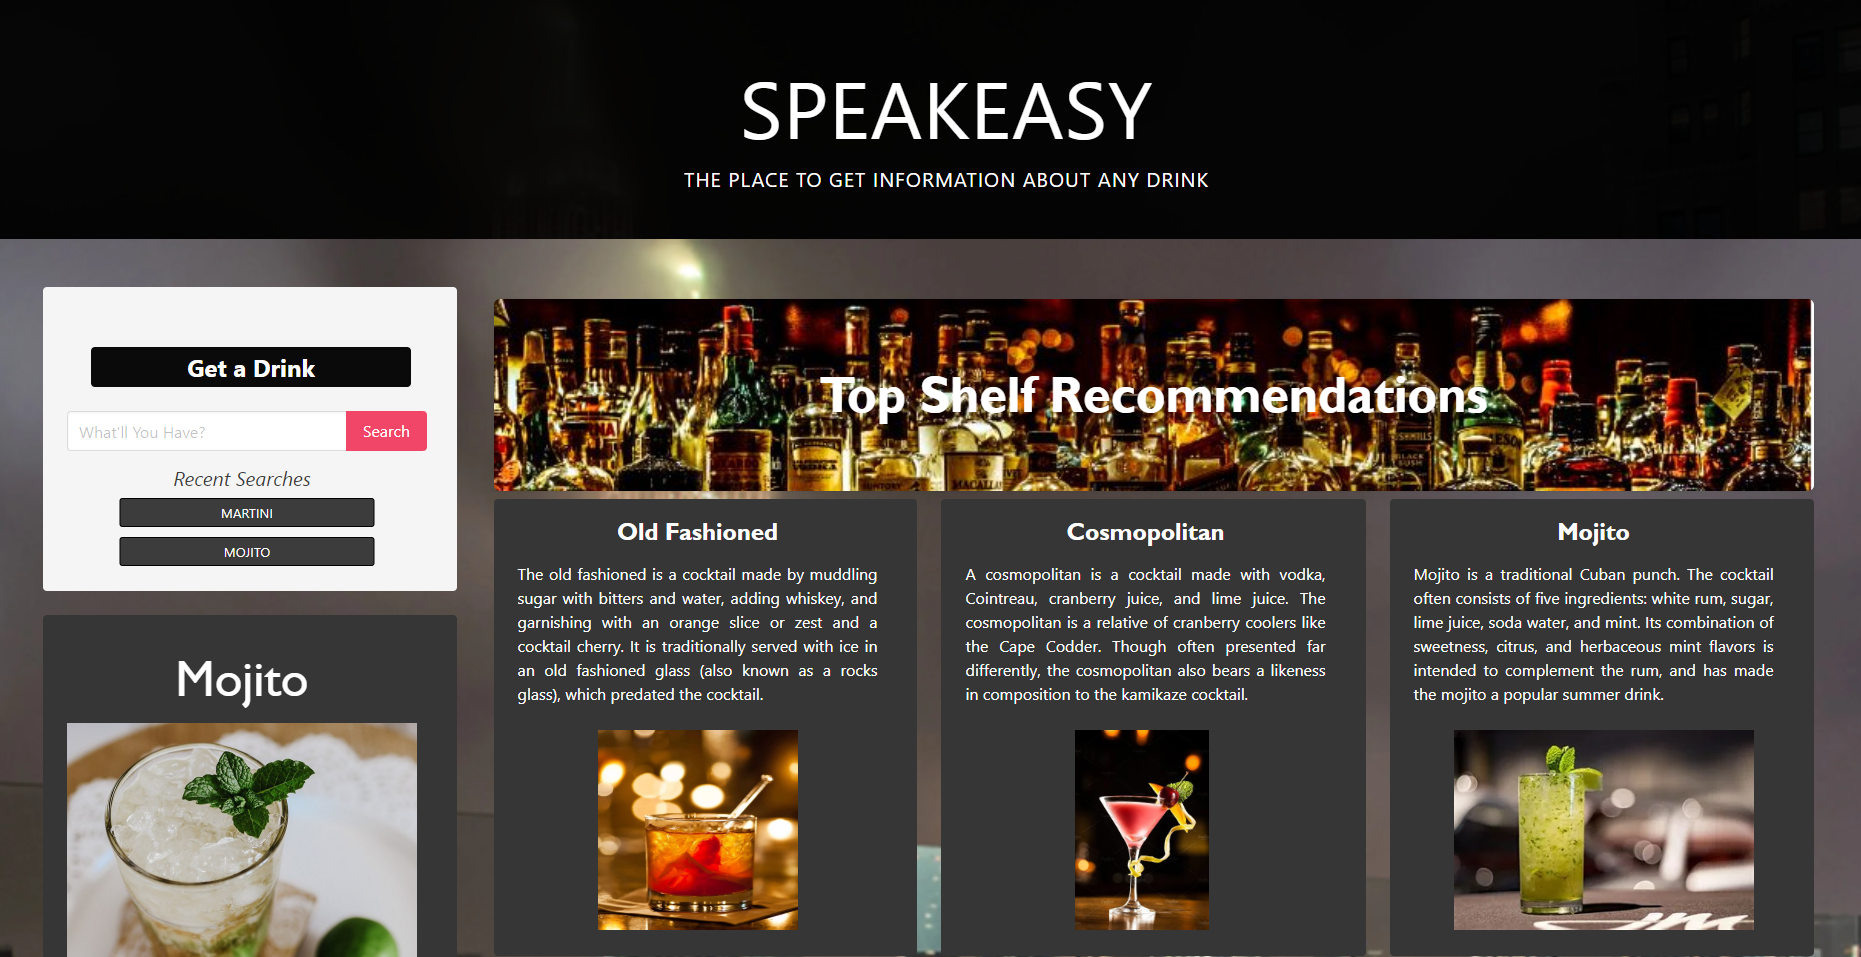 SPEAKEASY
THE PLACE TO GET INFORMATION ABOUT ANY DRINK
Get a Drink
What'll You Have?
Search
Recent Searches
MARTINI
MOJITO
Mojito
Top Shelf Recommendations
Old Fashioned
The old fashioned is a cocktail made by muddling
sugar with bitters and water, adding whiskey, and
garnishing with an orange slice or zest and a
cocktail cherry. It is traditionally served with ice in
an old fashioned glass (also known as a rocks
glass), which predated the cocktail.
Cosmopolitan
A cosmopolitan is a cocktail made with vodka,
Cointreau, cranberry juice, and lime juice. The
cosmopolitan is a relative of cranberry coolers like
the Cape Codder. Though often presented far
differently, the cosmopolitan also bears a likeness
in composition to the kamikaze cocktail.
Mojito
Mojito is a traditional Cuban punch. The cocktail
often consists of five ingredients: white rum, sugar,
lime juice, soda water, and mint. Its combination of
sweetness, citrus, and herbaceous mint flavors is
intended to complement the rum, and has made
the mojito a popular summer drink.